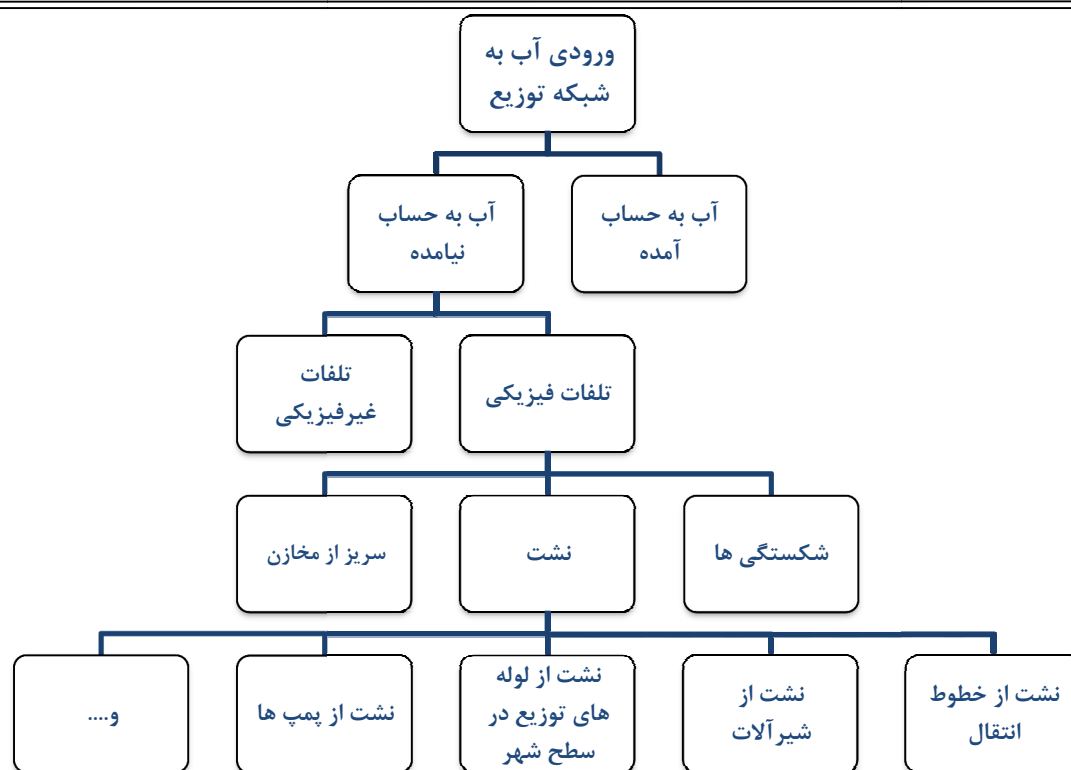 ورودی آب به
شبکه توزیع
آب به حساب
آمده
آب به حساب
نیامده
تلفات فیزیکی
تلفات
غیرفیزیکی
شکستگی ها
نشت
سریز از مخازن
نشت از خطوط
انتقال
نشت از
شیرآلات
نشت از لوله
های توزیع در
سطح شهر
نشت از پمپ ها
و....